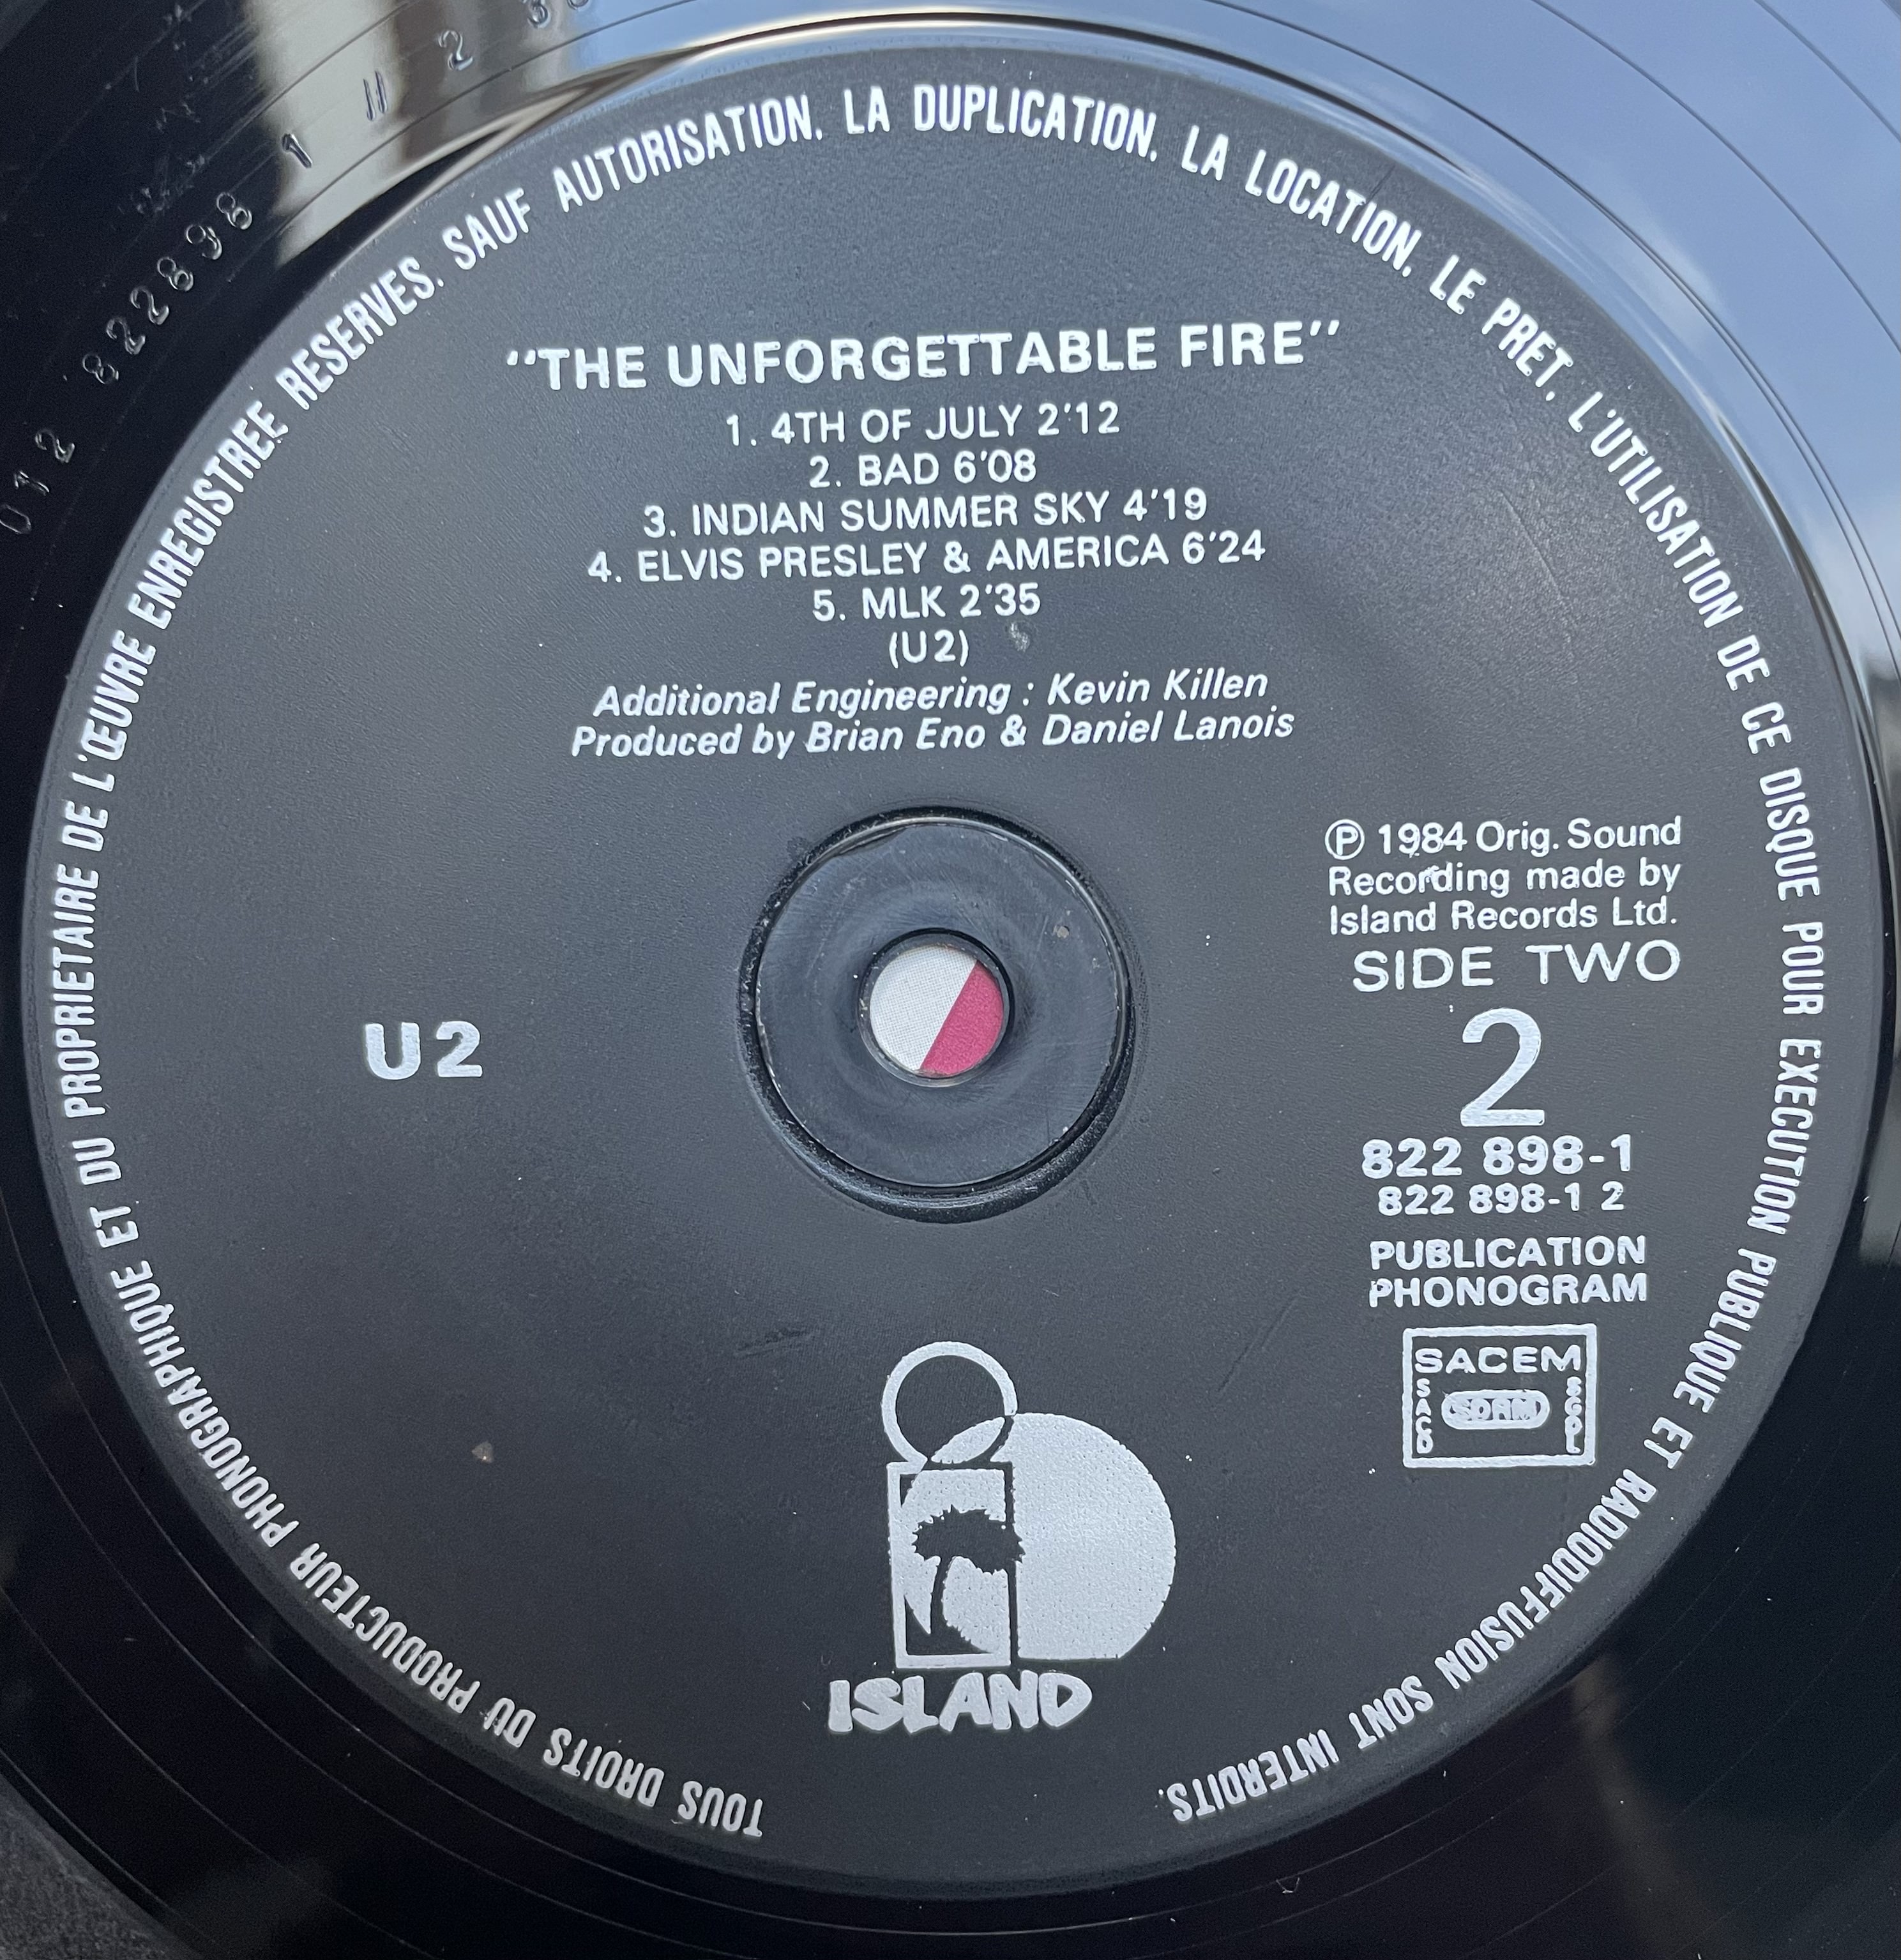 TOUS DROITS DU PRODUCTEUR PHONOGRAPHIQUE ET DU PROPRIETAIRE DE L'ŒUVRE ENREGISTREE RESERVES. SAUF AUTORISATION, LA DUPLICATION, LA LOCATION, LE PRET, L'UTILISATION DE CE DISQUE POUR EXECUTION PUBLIQUE ET RADIODIFFUSION SONT INTERDITS.
012 822898 1 2
"THE UNFORGETTABLE FIRE"
1. 4TH OF JULY 2'12
2. BAD 6'08
3. INDIAN SUMMER SKY 4'19
4. ELVIS PRESLEY & AMERICA 6'24
5. MLK 2'35
(U2)
Additional Engineering : Kevin Killen
Produced by Brian Eno & Daniel Lanois
℗ 1984 Orig. Sound
Recording made by
Island Records Ltd.
SIDE TWO
U2
2
822 898-1
822 898-1 2
PUBLICATION
PHONOGRAM
SACEM
SACD
SDRM
SGDL
ISLAND